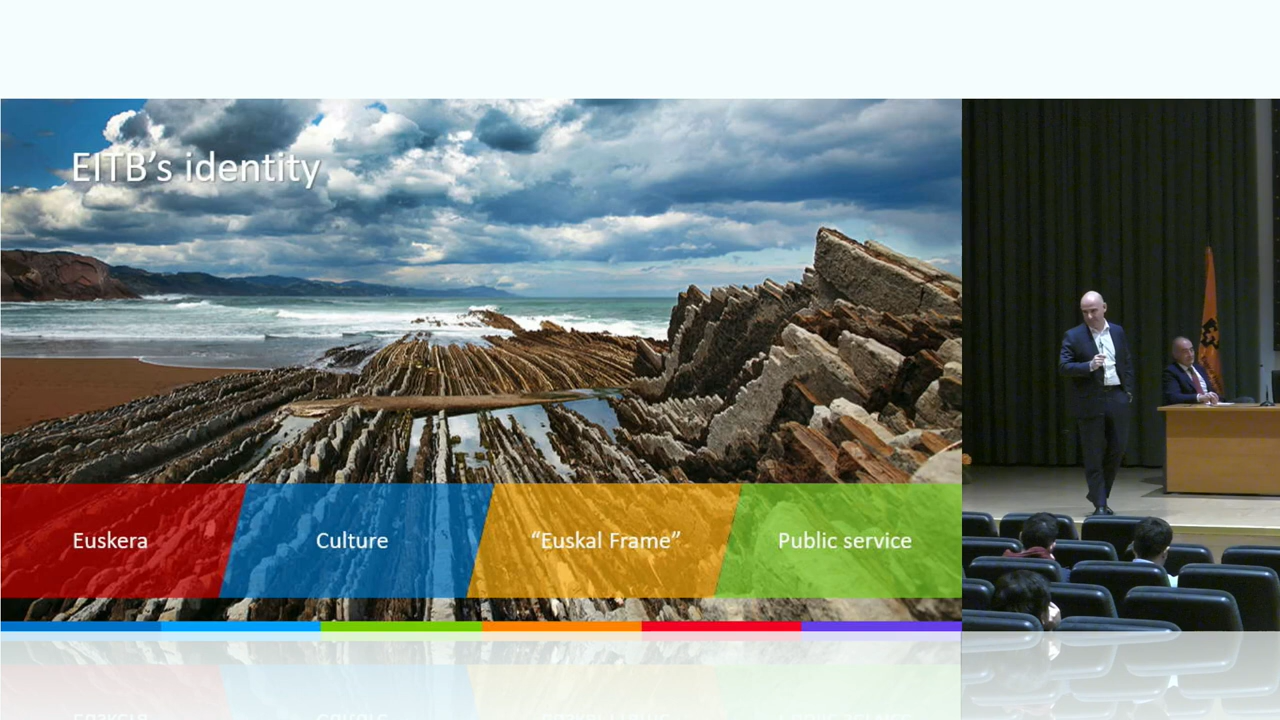 EITB’s identity
Euskera
Culture
“Euskal Frame”
Public service